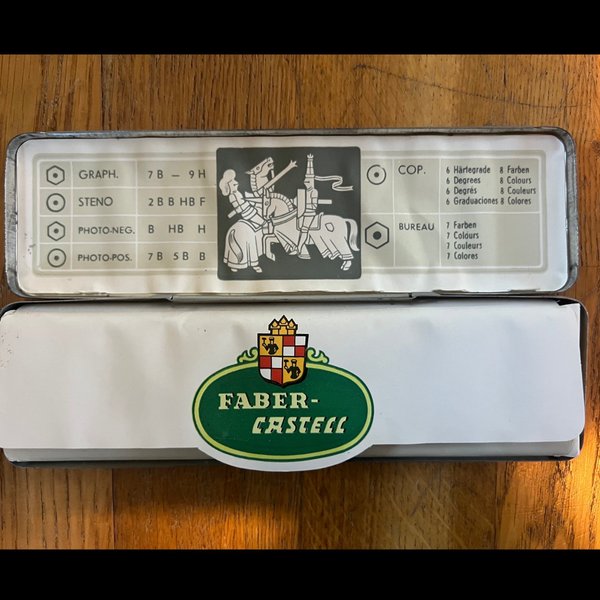 GRAPH. 7B — 9H
STENO 2B B HB F
PHOTO-NEG. B HB H
PHOTO-POS. 7B 5B B
COP. 6 Härtegrade 8 Farben
6 Degrees 8 Colours
6 Degrés 8 Couleurs
6 Graduaciones 8 Colores
BUREAU 7 Farben
7 Colours
7 Couleurs
7 Colores
FABER-
CASTELL